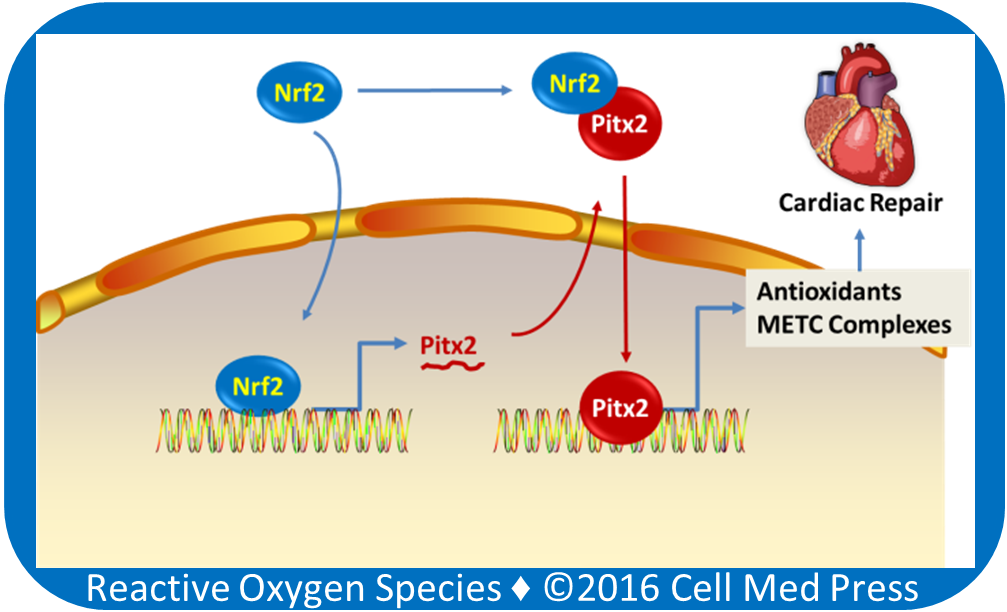 Nrf2
Nrf2
Pitx2
Cardiac Repair
Antioxidants
METC Complexes
Pitx2
Nrf2
Pitx2
Reactive Oxygen Species ♦ ©2016 Cell Med Press